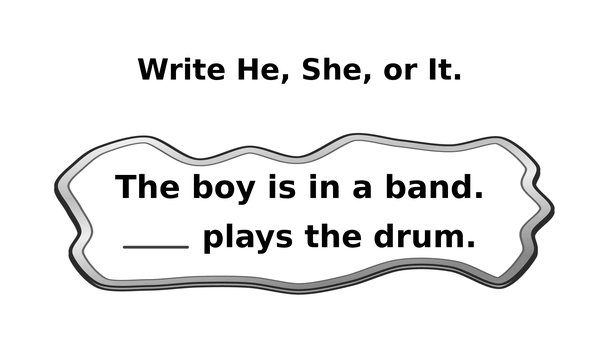 Write He, She, or It.
The boy is in a band.
____ plays the drum.